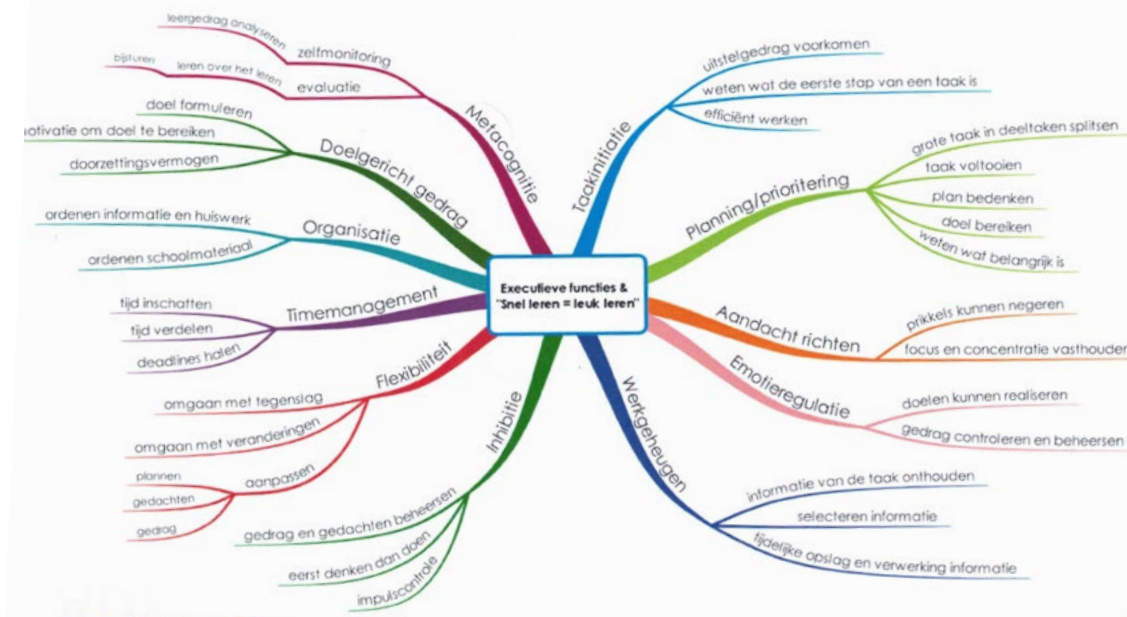 Executieve functies &
"Snel leren = leuk leren"
Taakinitiatie
uitstelgedrag voorkomen
weten wat de eerste stap van een taak is
efficiënt werken
Planning/prioritering
grote taak in deeltaken splitsen
taak voltooien
plan bedenken
doel bereiken
weten wat belangrijk is
Aandacht richten
prikkels kunnen negeren
focus en concentratie vasthouden
Emotieregulatie
doelen kunnen realiseren
gedrag controleren en beheersen
Werkgeheugen
informatie van de taak onthouden
selecteren informatie
tijdelijke opslag en verwerking informatie
Inhibitie
gedrag en gedachten beheersen
eerst denken dan doen
impulscontrole
Flexibiliteit
omgaan met tegenslag
omgaan met veranderingen
aanpassen
plannen
gedachten
gedrag
Timemanagement
tijd inschatten
tijd verdelen
deadlines halen
Organisatie
ordenen informatie en huiswerk
ordenen schoolmateriaal
Doelgericht gedrag
doel formuleren
otivatie om doel te bereiken
doorzettingsvermogen
Metacognitie
zelfmonitoring
leergedrag analyseren
evaluatie
leren over het leren
bijsturen